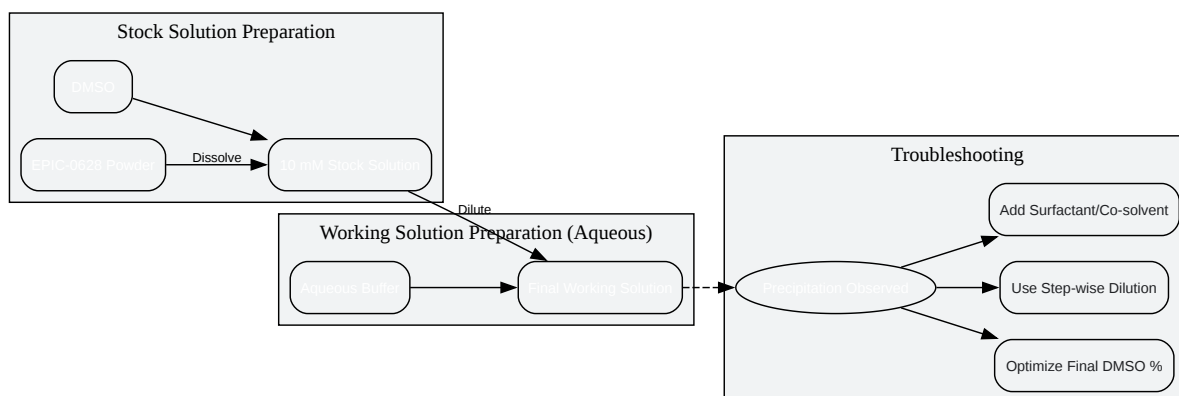 Stock Solution Preparation
DMSO
EPIC-0628 Powder
Dissolve
10 mM Stock Solution
Dilute
Working Solution Preparation (Aqueous)
Aqueous Buffer
Final Working Solution
Troubleshooting
Precipitation Observed
Add Surfactant/Co-solvent
Use Step-wise Dilution
Optimize Final DMSO %